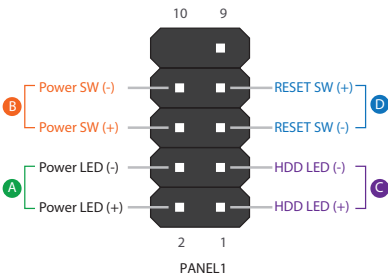 10 9
Power SW (-) RESET SW (+)
B D
Power SW (+) RESET SW (-)
Power LED (-) HDD LED (-)
A C
Power LED (+) HDD LED (+)
2 1
PANEL1